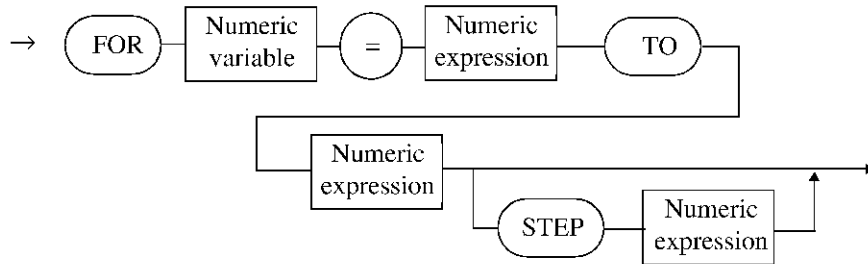 → FOR Numeric variable = Numeric expression TO
Numeric expression
STEP Numeric expression